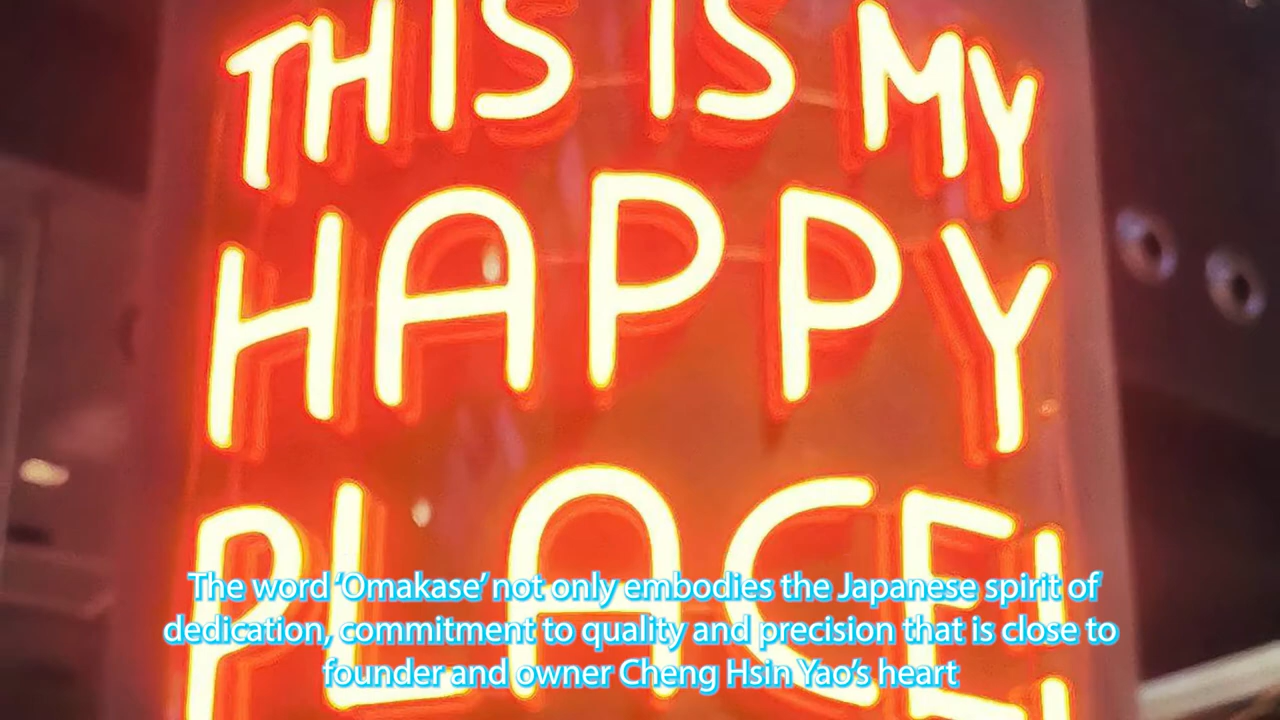 THIS IS MY
HAPPY
PLACE!
The word ‘Omakase’ not only embodies the Japanese spirit of
dedication, commitment to quality and precision that is close to
founder and owner Cheng Hsin Yao’s heart